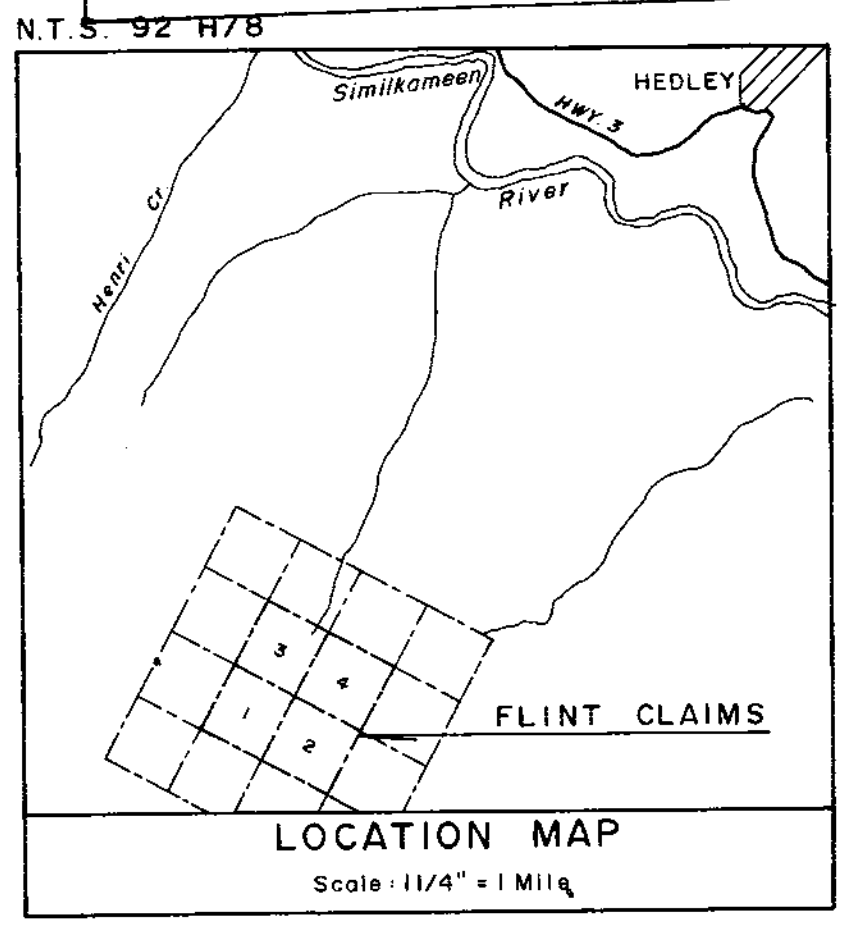 N.T.S. 92 H/8
Similkameen
HEDLEY
HWY. 3
River
Henri Cr.
3
4
1
2
FLINT CLAIMS
LOCATION MAP
Scale : 1 1/4" = 1 Mile